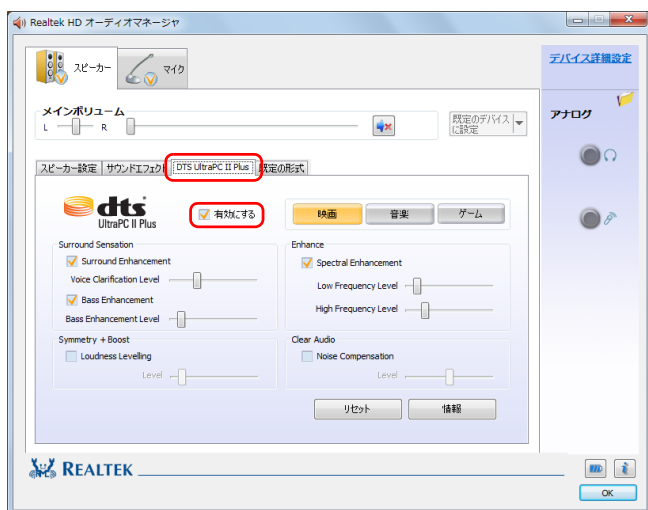 Realtek HD オーディオマネージャ
スピーカー
マイク
デバイス詳細設定
メインボリューム
L
R
既定のデバイス
に設定
アナログ
スピーカー設定
サウンドエフェクト
DTS UltraPC II Plus
既定の形式
dts
UltraPC II Plus
有効にする
映画
音楽
ゲーム
Surround Sensation
Surround Enhancement
Voice Clarification Level
Bass Enhancement
Bass Enhancement Level
Enhance
Spectral Enhancement
Low Frequency Level
High Frequency Level
Symmetry + Boost
Loudness Levelling
Level
Clear Audio
Noise Compensation
Level
リセット
情報
REALTEK
OK